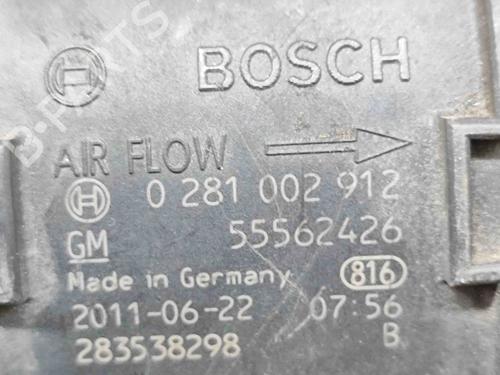 BOSCH
AIR FLOW
0 281 002 912
GM 55562426
Made in Germany 816
2011-06-22 07:56
283538298 B
B-PARTS